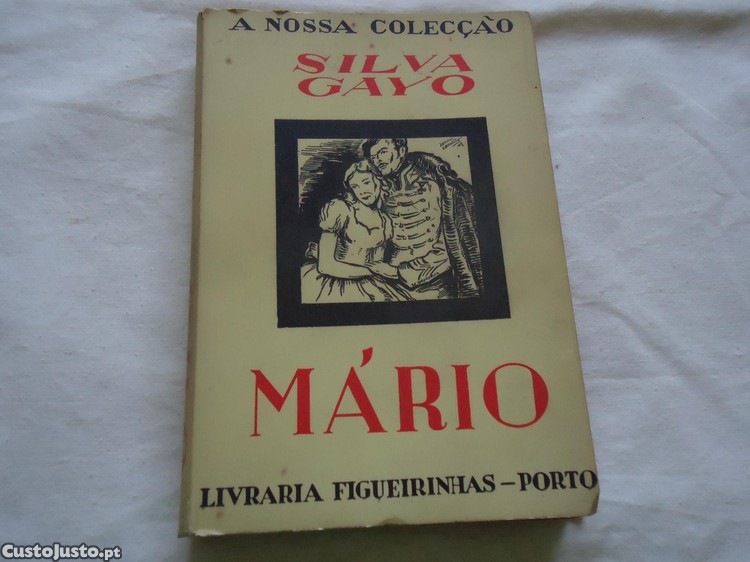 A NOSSA COLECÇÃO
SILVA
GAYO
MÁRIO
LIVRARIA FIGUEIRINHAS – PORTO
CustoJusto.pt